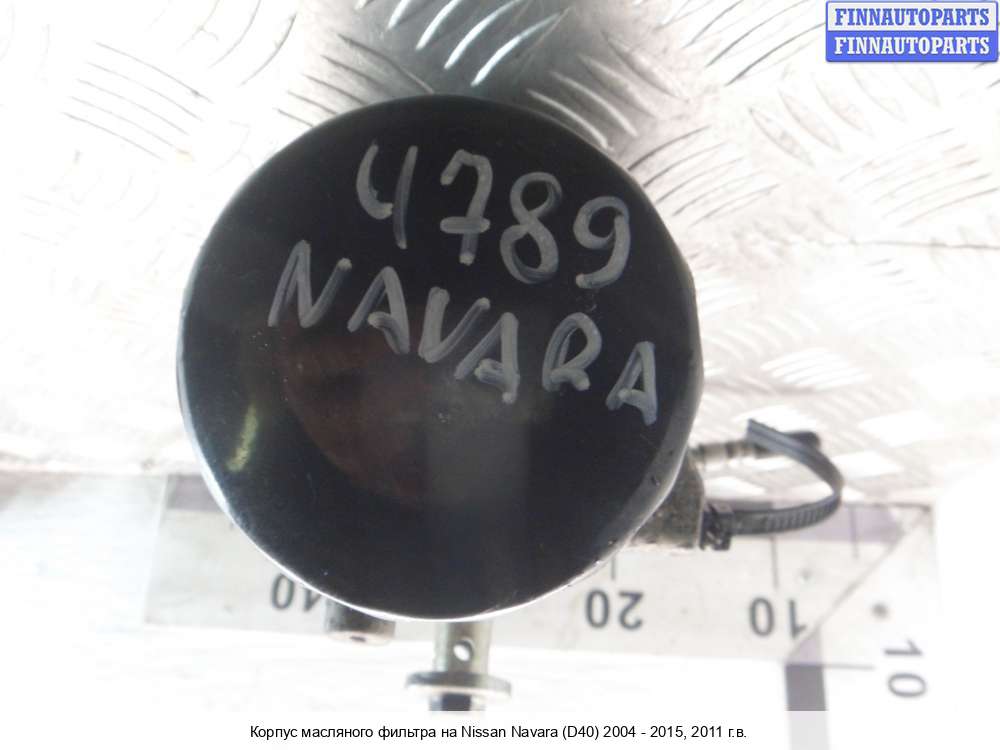 FINNAUTOPARTS
FINNAUTOPARTS
4789
NAVARA
40
20
10
10
Корпус масляного фильтра на Nissan Navara (D40) 2004 - 2015, 2011 г.в.